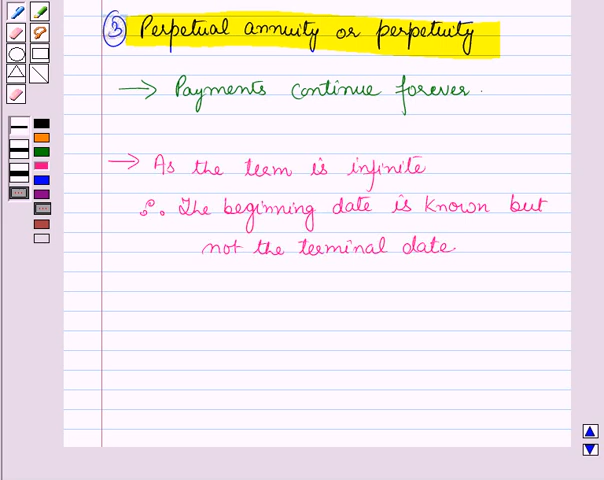 ③ Perpetual annuity or perpetuity
→ Payments continue forever.
→ As the term is infinite
∴ The beginning date is known but
not the terminal date